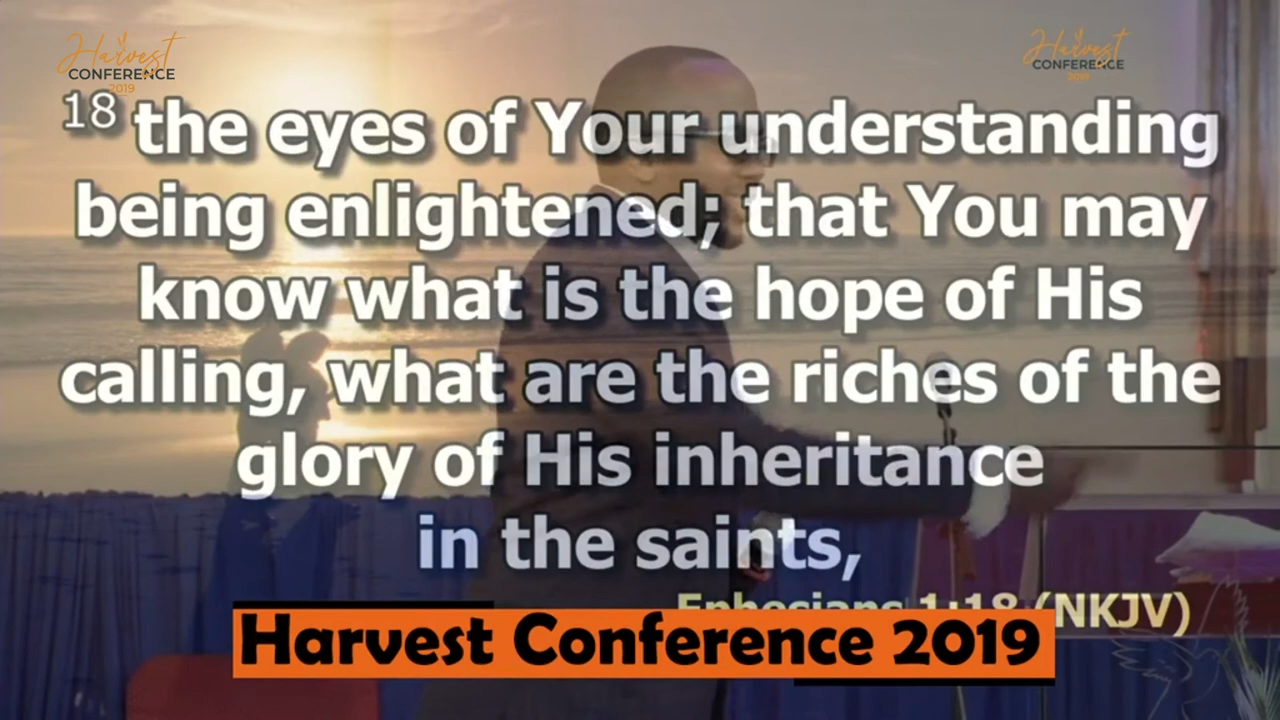 Harvest
CONFERENCE
2019
Harvest
CONFERENCE
2019
18 the eyes of Your understanding
being enlightened; that You may
know what is the hope of His
calling, what are the riches of the
glory of His inheritance
in the saints,
Ephesians 1:18 (NKJV)
Harvest Conference 2019